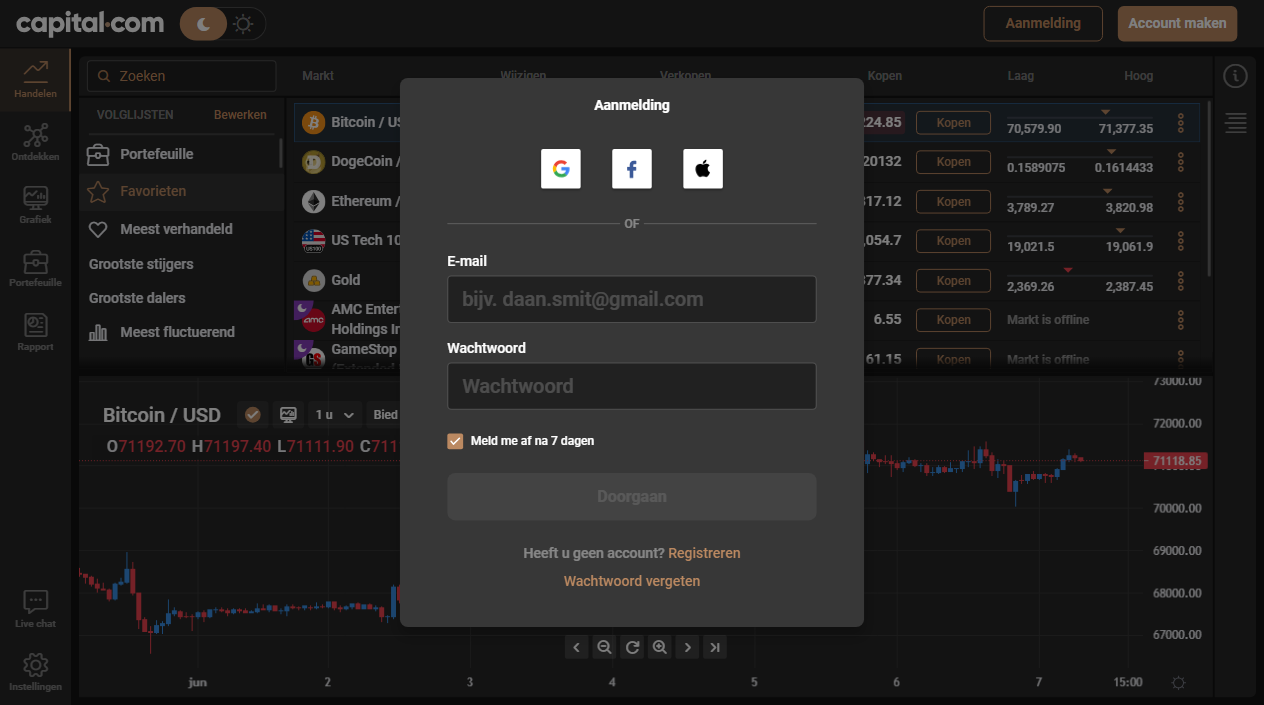 capital.com
Aanmelding
Account maken
Handelen
Ontdekken
Grafiek
Portefeuille
Rapport
Live chat
Instellingen
Zoeken
VOLGLIJSTEN
Bewerken
Portefeuille
Favorieten
Meest verhandeld
Grootste stijgers
Grootste dalers
Meest fluctuerend
Markt Wijzigen Verkopen Kopen Laag Hoog
Bitcoin / US 224.85 Kopen 70,579.90 71,377.35
DogeCoin / 20132 Kopen 0.1589075 0.1614433
Ethereum / 317.12 Kopen 3,789.27 3,820.98
US Tech 10 ,054.7 Kopen 19,021.5 19,061.9
Gold 377.34 Kopen 2,369.26 2,387.45
AMC Enter
Holdings In 6.55 Kopen Markt is offline
GameStop 61.15 Kopen Markt is offline
(Extended
Aanmelding
OF
E-mail
bijv. daan.smit@gmail.com
Wachtwoord
Wachtwoord
Meld me af na 7 dagen
Doorgaan
Heeft u geen account? Registreren
Wachtwoord vergeten
Bitcoin / USD 1 u Bied
O71192.70 H71197.40 L71111.90 C711
73000.00
72000.00
71118.85
70000.00
69000.00
68000.00
67000.00
jun 2 3 4 5 6 7 15:00